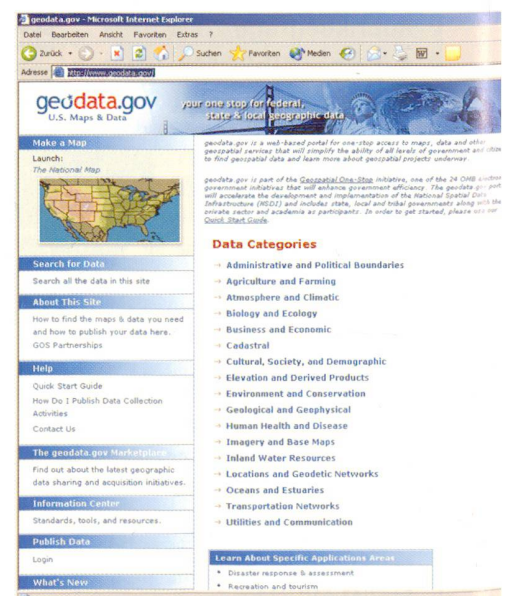 geodata.gov - Microsoft Internet Explorer
Datei Bearbeiten Ansicht Favoriten Extras ?
Zurück Suchen Favoriten Medien
Adresse http://www.geodata.gov/
geodata.gov
U.S. Maps & Data
your one stop for federal,
state & local geographic data
Make a Map
Launch:
The National Map
Search for Data
Search all the data in this site
About This Site
How to find the maps & data you need
and how to publish your data here.
GOS Partnerships
Help
Quick Start Guide
How Do I Publish Data Collection
Activities
Contact Us
The geodata.gov Marketplace
Find out about the latest geographic
data sharing and acquisition initiatives.
Information Center
Standards, tools, and resources.
Publish Data
Login
What's New
geodata.gov is a web-based portal for one-stop access to maps, data and other
geospatial services that will simplify the ability of all levels of government and
to find geospatial data and learn more about geospatial projects underway.
geodata.gov is part of the Geospatial One-Stop initiative, one of the 24 OMB
government initiatives that will enhance government efficiency. The geodata.gov
will accelerate the development and implementation of the National Spatial Data
Infrastructure (NSDI) and includes state, local and tribal governments along with the
private sector and academia as participants. In order to get started, please our
Quick Start Guide.
Data Categories
Administrative and Political Boundaries
Agriculture and Farming
Atmosphere and Climatic
Biology and Ecology
Business and Economic
Cadastral
Cultural, Society, and Demographic
Elevation and Derived Products
Environment and Conservation
Geological and Geophysical
Human Health and Disease
Imagery and Base Maps
Inland Water Resources
Locations and Geodetic Networks
Oceans and Estuaries
Transportation Networks
Utilities and Communication
Learn About Specific Applications Areas
Disaster response & assessment
Recreation and tourism